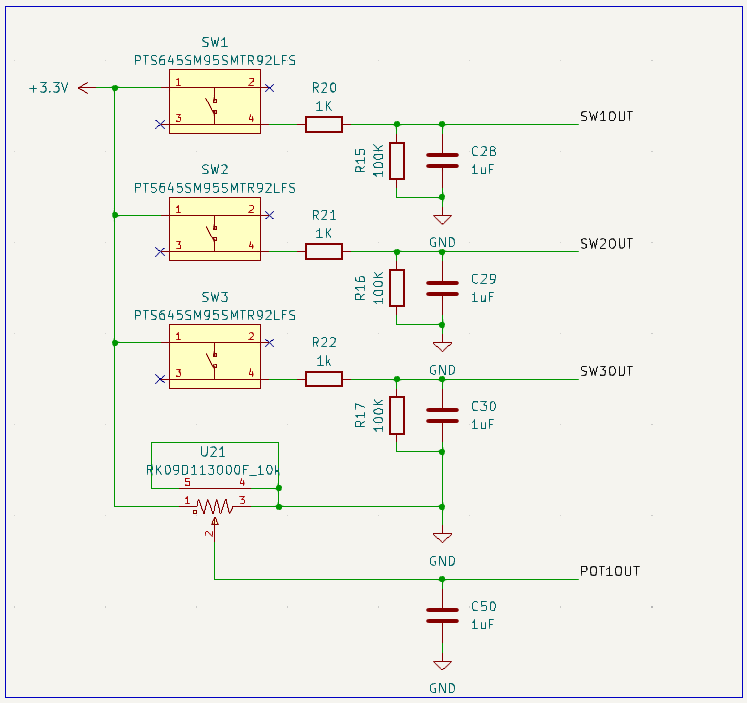 SW1
PTS645SM95SMTR92LFS
+3.3V
1 2
3 4
R20
1K
SW1OUT
R15
100K
C28
1uF
GND
SW2
PTS645SM95SMTR92LFS
1 2
3 4
R21
1K
SW2OUT
R16
100K
C29
1uF
GND
SW3
PTS645SM95SMTR92LFS
1 2
3 4
R22
1k
SW3OUT
R17
100K
C30
1uF
GND
U21
RK09D113000F_10k
5 4
1 3
2
POT1OUT
C50
1uF
GND